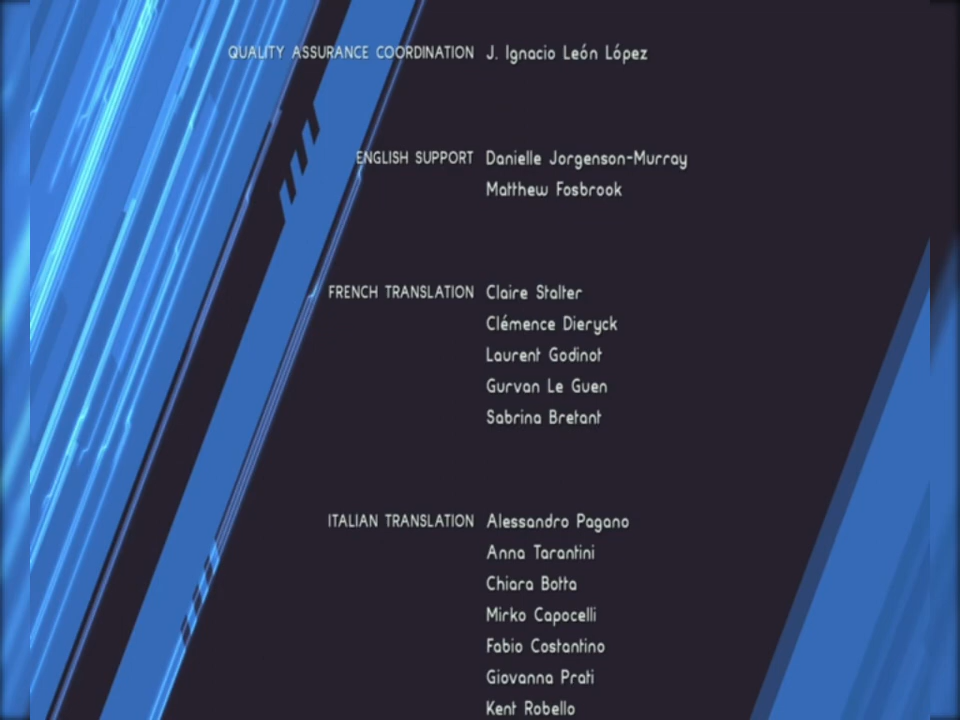 QUALITY ASSURANCE COORDINATION J. Ignacio León López
ENGLISH SUPPORT Danielle Jorgenson-Murray
Matthew Fosbrook
FRENCH TRANSLATION Claire Stalter
Clémence Dieryck
Laurent Godinot
Gurvan Le Guen
Sabrina Bretant
ITALIAN TRANSLATION Alessandro Pagano
Anna Tarantini
Chiara Botta
Mirko Capocelli
Fabio Costantino
Giovanna Prati
Kent Robello